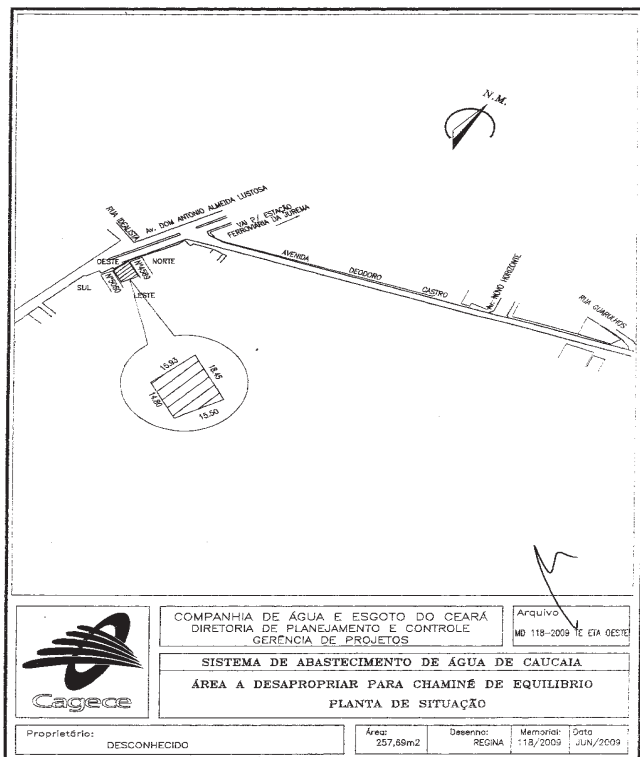 N.M.
RUA IDEALISTA
Av. DOM ANTONIO ALMEIDA LUSTOSA
VAI P/ ESTAÇÃO
FERROVIÁRIA DA JUREMA
OESTE
NORTE
SUL
LESTE
AVENIDA
DEODORO
CASTRO
Av. NOVO HORIZONTE
RUA GUARULHOS
15,93
18,45
14,80
15,50
COMPANHIA DE ÁGUA E ESGOTO DO CEARÁ
DIRETORIA DE PLANEJAMENTO E CONTROLE
GERÊNCIA DE PROJETOS
Arquivo
MD 118-2009 TE ETA OESTE
SISTEMA DE ABASTECIMENTO DE ÁGUA DE CAUCAIA
ÁREA A DESAPROPRIAR PARA CHAMINÉ DE EQUILIBRIO
PLANTA DE SITUAÇÃO
Cagece
Proprietário:
DESCONHECIDO
Área:
257,69m2
Desenho:
REGINA
Memorial:
118/2009
Data
JUN/2009